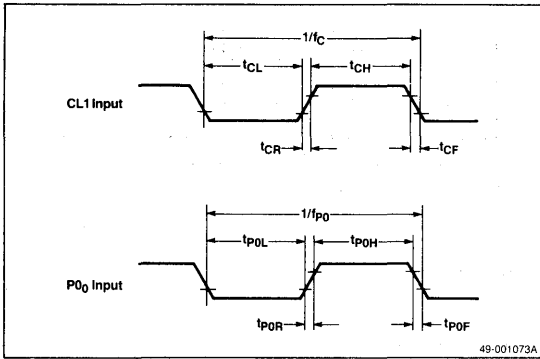 1/fC
tCL
tCH
CL1 Input
tCR
tCF
1/fP0
tP0L
tP0H
P00 Input
tP0R
tP0F
49-001073A